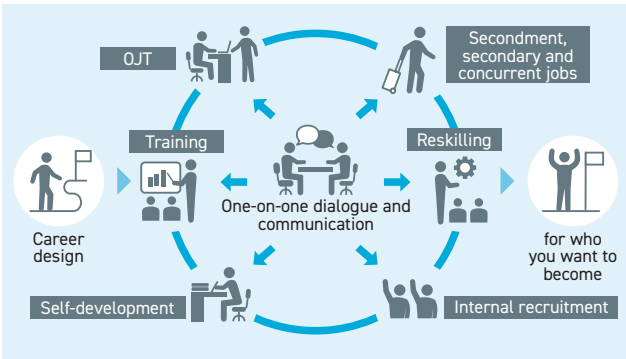 OJT
Secondment,
secondary and
concurrent jobs
Training
Reskilling
One-on-one dialogue and
communication
Career
design
for who
you want to
become
Self-development
Internal recruitment